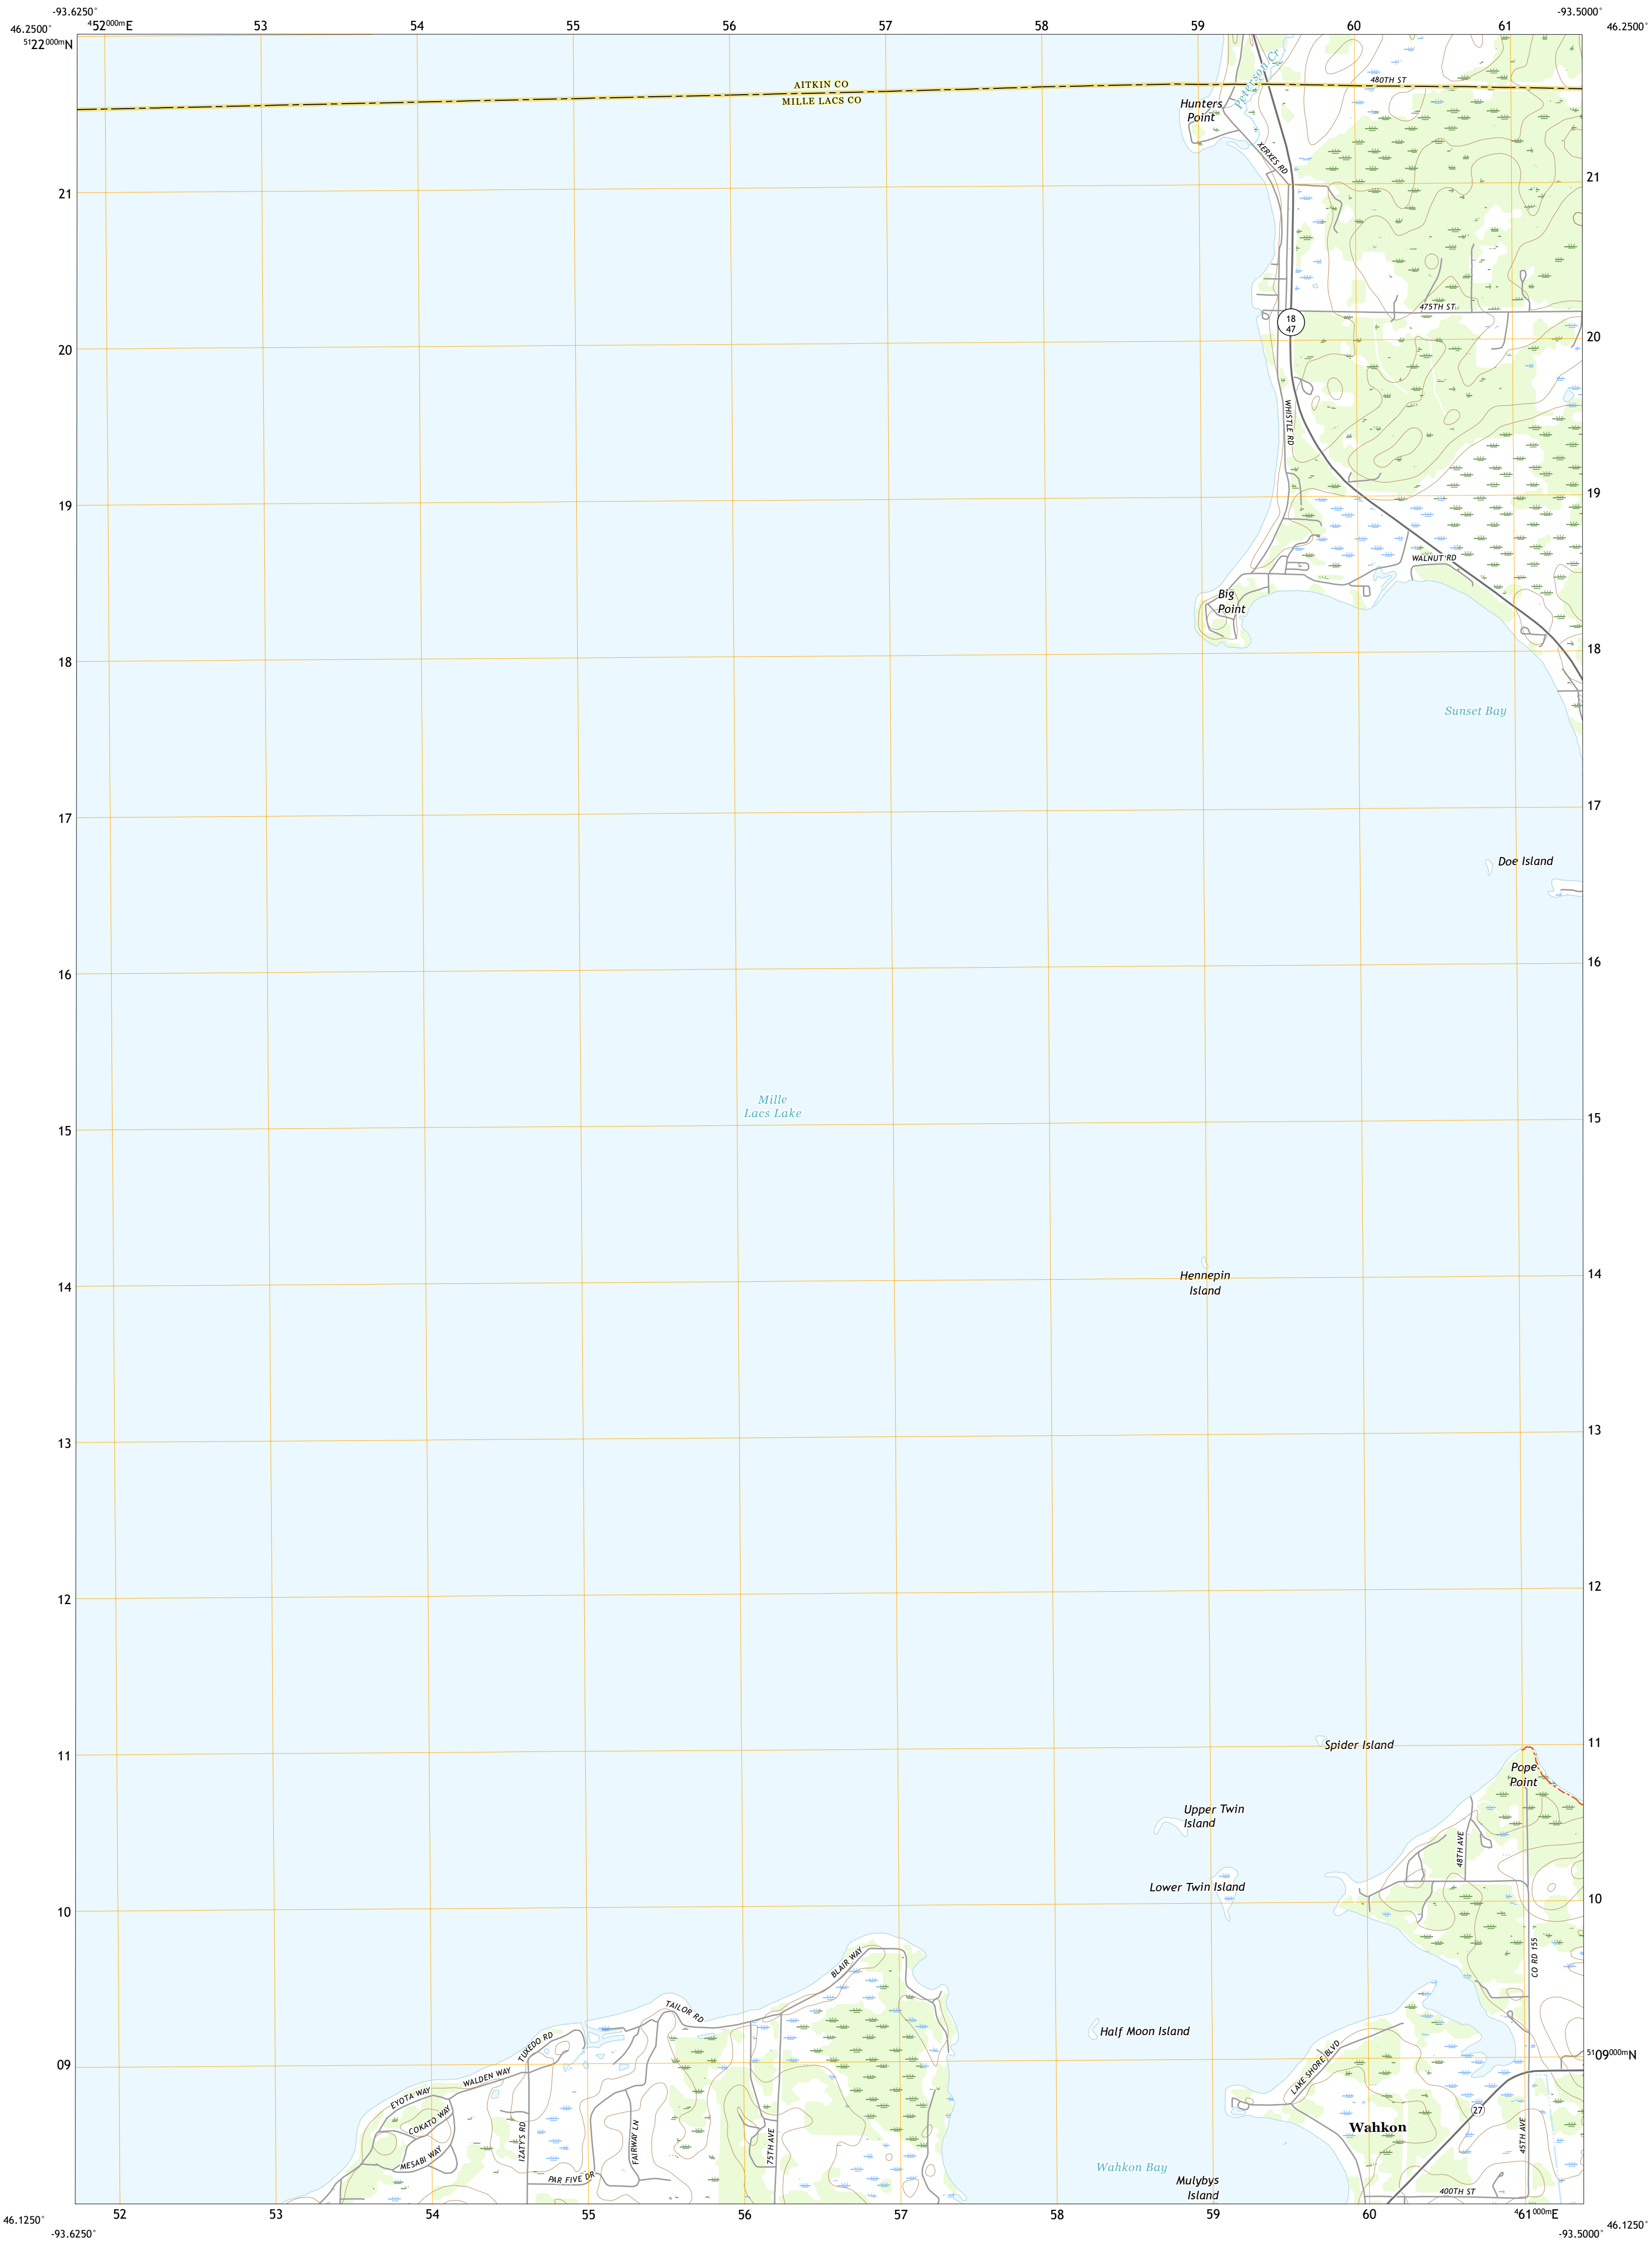 -93.6250°
-93.5000°
46.2500°
⁴52⁰⁰⁰ᵐE
53
54
55
56
57
58
59
60
61
46.2500°
⁵¹22⁰⁰⁰ᵐN
480TH ST
AITKIN CO
MILLE LACS CO
Peterson Cr
Hunters
Point
XERXES RD
21
21
475TH ST
18
47
20
20
WHISTLE RD
19
19
WALNUT RD
Big
Point
18
18
Sunset Bay
17
17
Doe Island
16
16
Mille
Lacs Lake
15
15
Hennepin
Island
14
14
13
13
12
12
11
Spider Island
11
Pope
Point
Upper Twin
Island
48TH AVE
Lower Twin Island
10
10
BLAIR WAY
CO RD 155
TAILOR RD
Half Moon Island
TUXEDO RD
09
⁵¹09⁰⁰⁰ᵐN
LAKE SHORE BLVD
WALDEN WAY
EYOTA WAY
COKATO WAY
27
Wahkon
IZATYS RD
FAIRWAY LN
75TH AVE
45TH AVE
MESABI WAY
Wahkon Bay
PAR FIVE DR
Mulybys
Island
400TH ST
46.1250°
52
53
54
55
56
57
58
59
60
⁴61⁰⁰⁰ᵐE
46.1250°
-93.6250°
-93.5000°